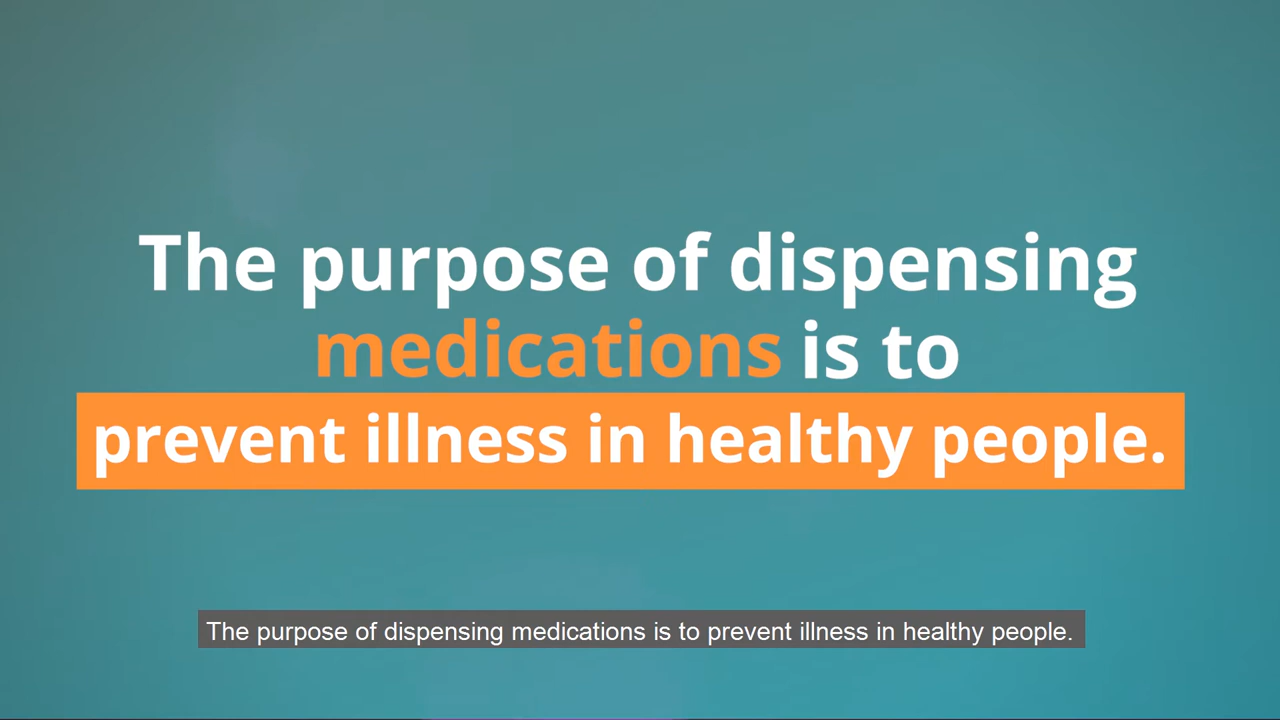 The purpose of dispensing
medications is to
prevent illness in healthy people.
The purpose of dispensing medications is to prevent illness in healthy people.